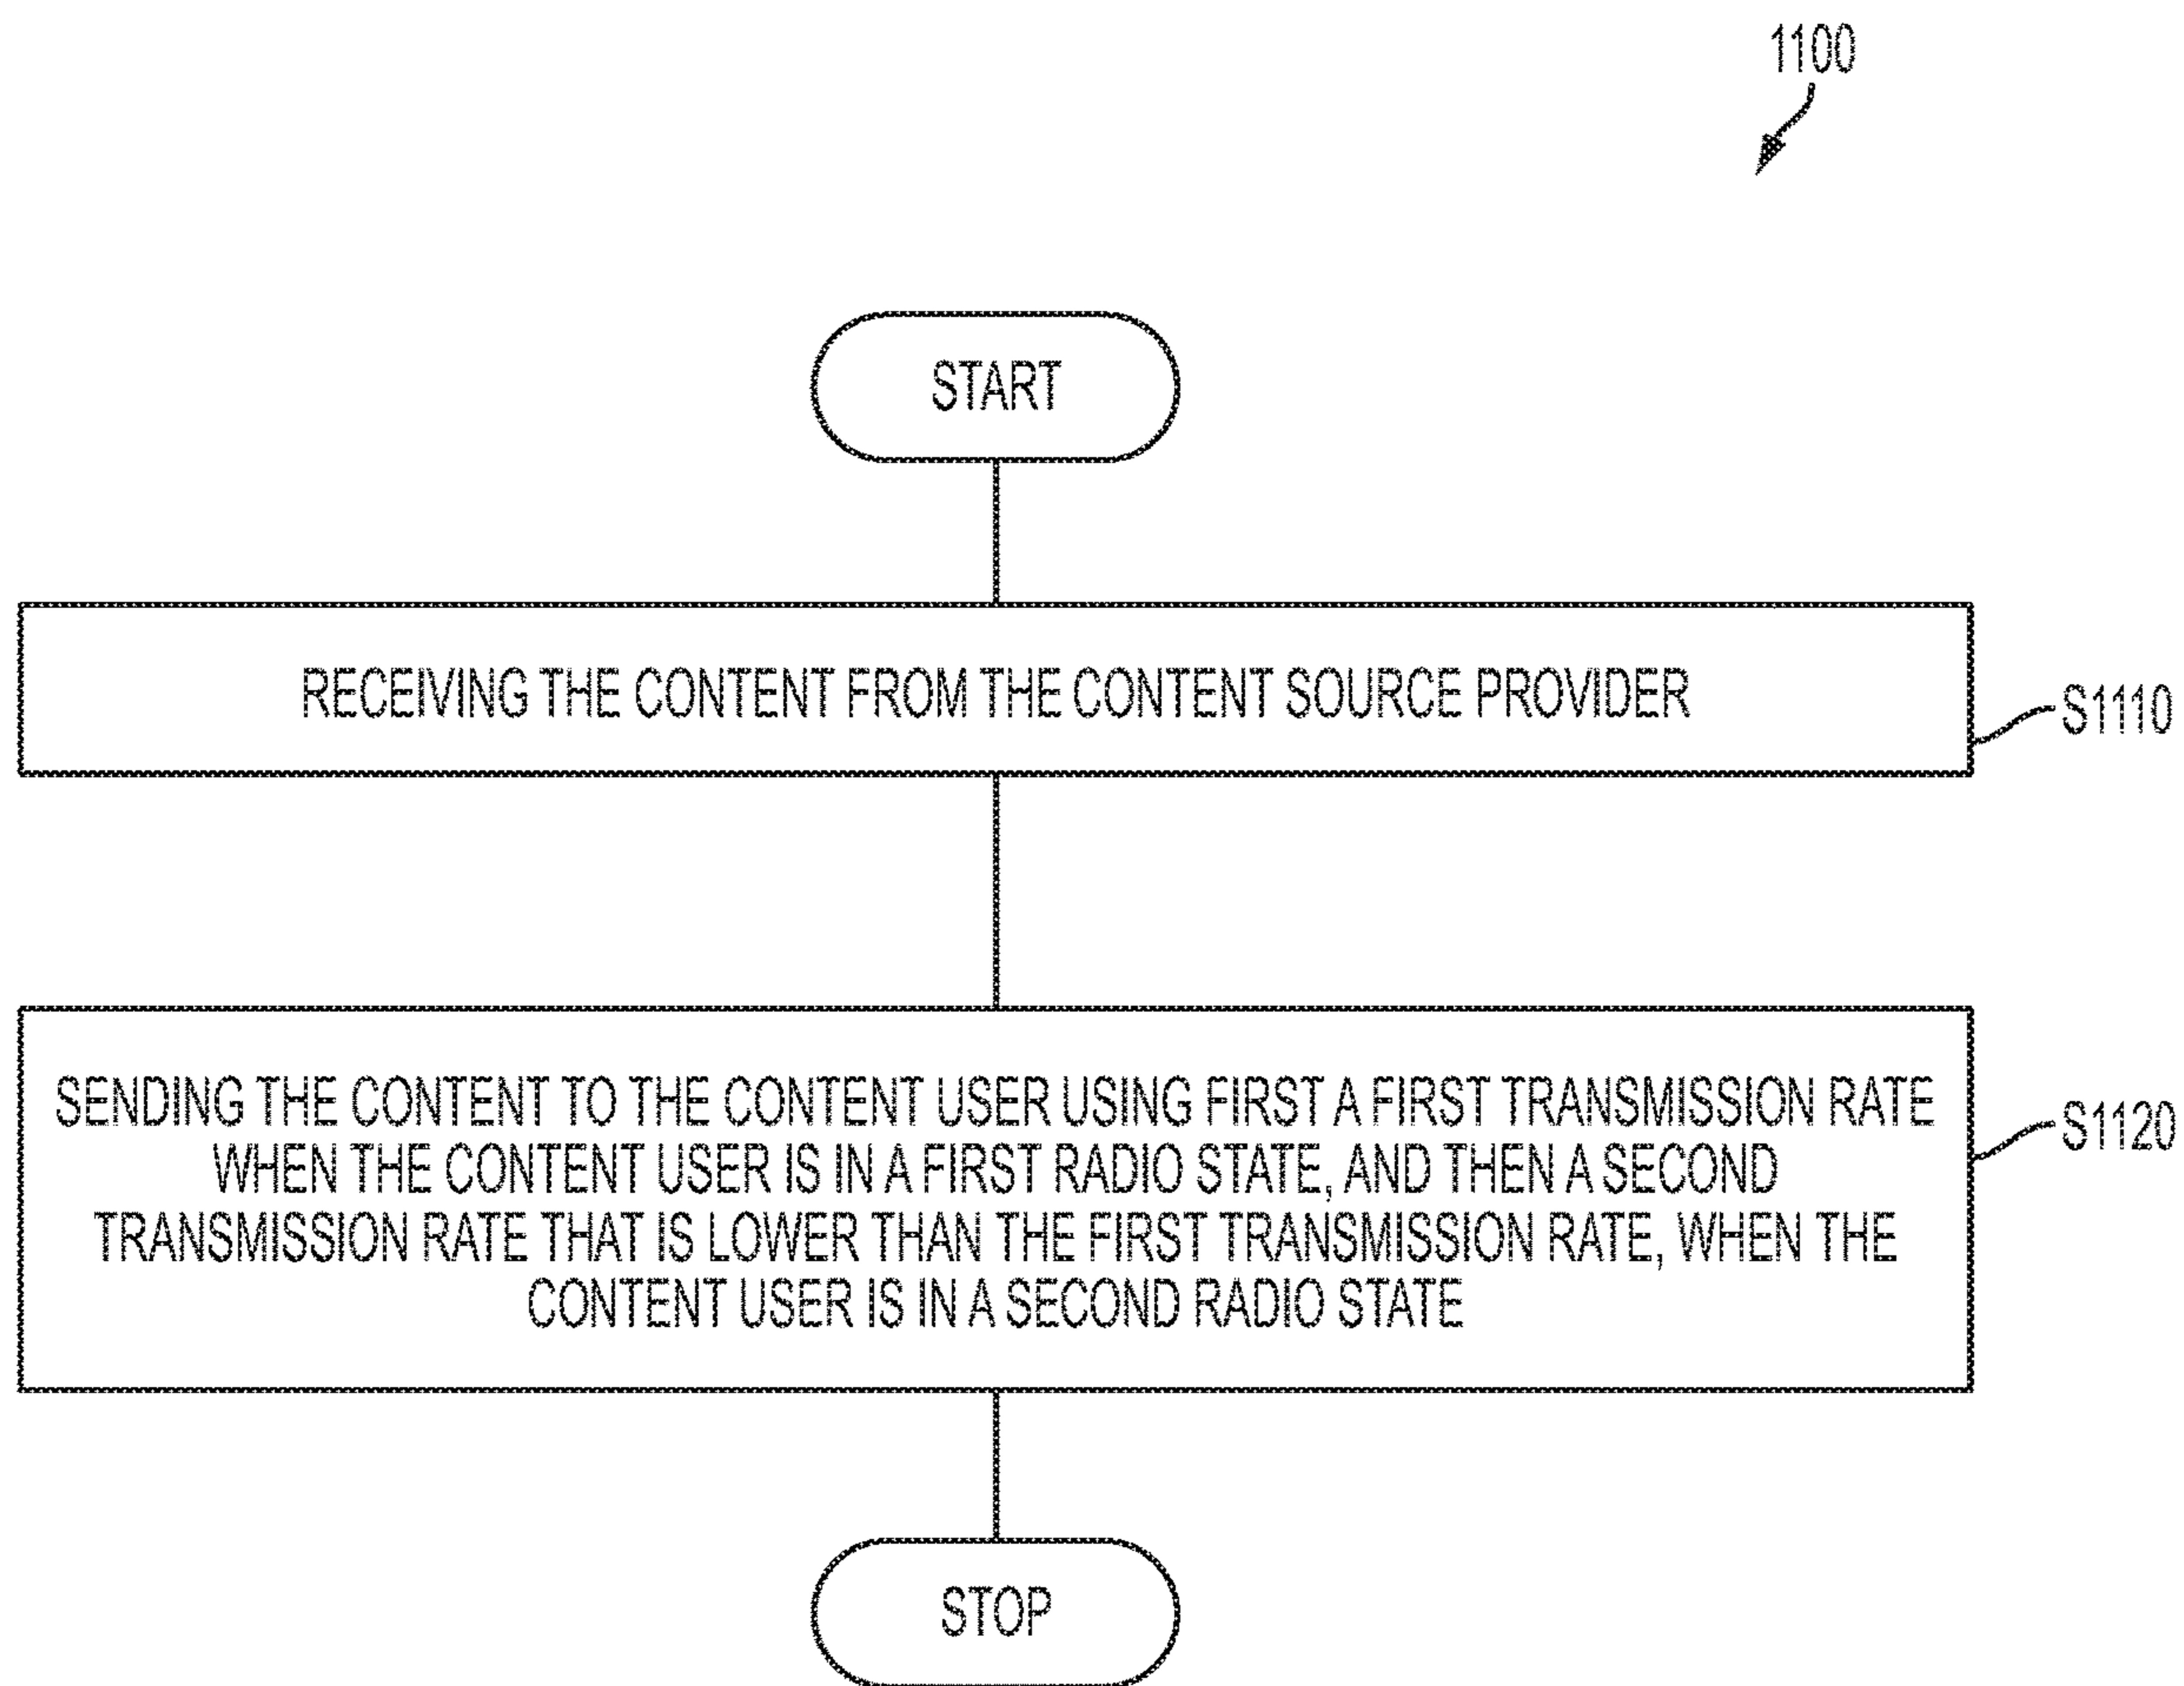 1100
START
RECEIVING THE CONTENT FROM THE CONTENT SOURCE PROVIDER
S1110
SENDING THE CONTENT TO THE CONTENT USER USING FIRST A FIRST TRANSMISSION RATE
WHEN THE CONTENT USER IS IN A FIRST RADIO STATE, AND THEN A SECOND
TRANSMISSION RATE THAT IS LOWER THAN THE FIRST TRANSMISSION RATE, WHEN THE
CONTENT USER IS IN A SECOND RADIO STATE
S1120
STOP